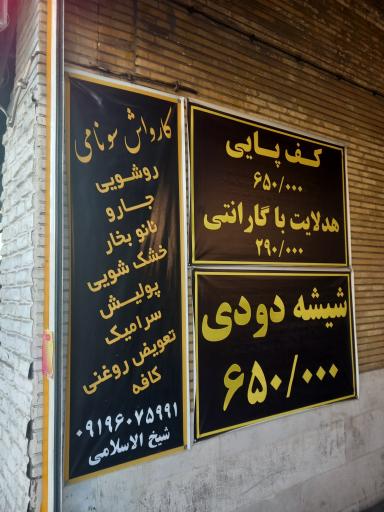 کارواش سونامی
روشویی
جارو
نانو بخار
خشک شویی
پولیش
سرامیک
تعویض روغنی
کافه
۰۹۱۹۶۰۷۵۹۹۱
شیخ الاسلامی
کف پایی
۶۵۰/۰۰۰
هدلایت با گارانتی
۲۹۰/۰۰۰
شیشه دودی
۶۵۰/۰۰۰